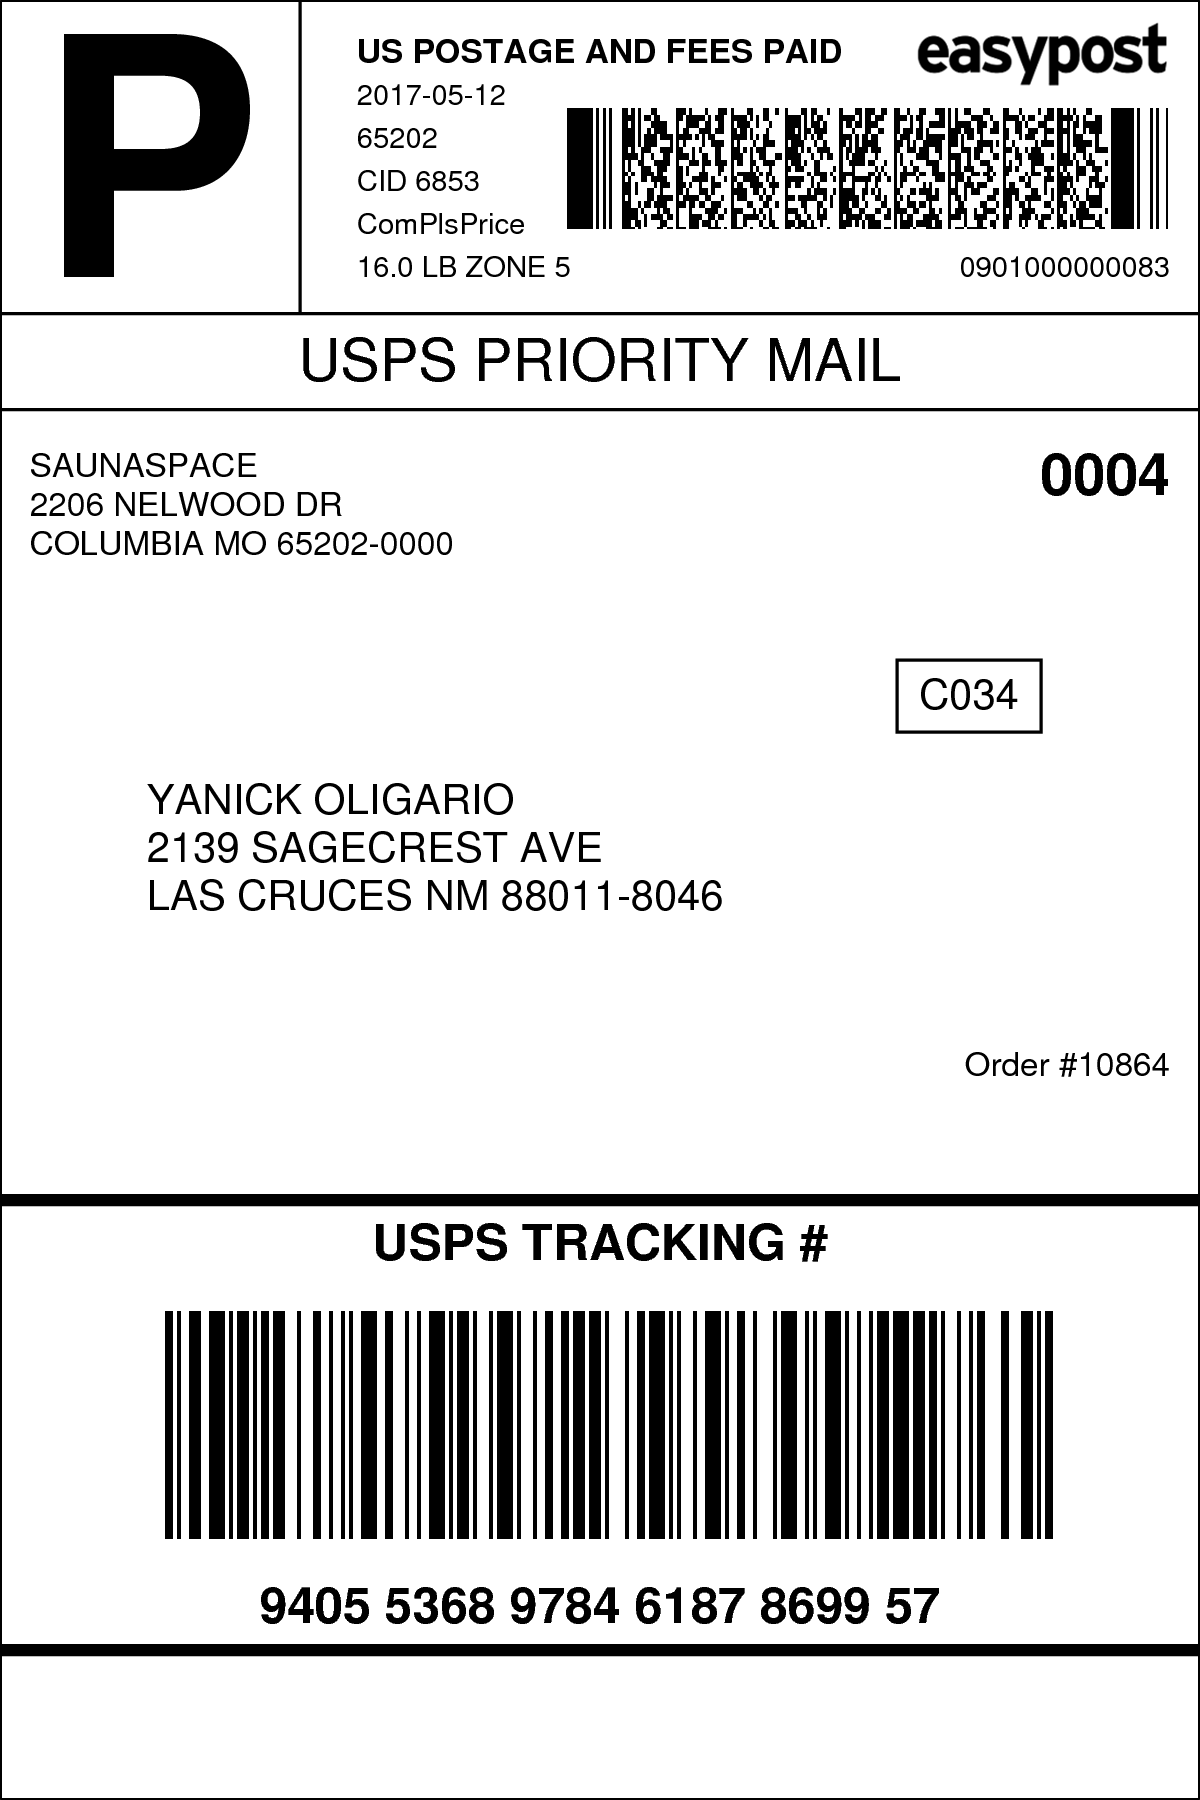 P
US POSTAGE AND FEES PAID
easypost
2017-05-12
65202
CID 6853
ComPlsPrice
16.0 LB ZONE 5
0901000000083
USPS PRIORITY MAIL
SAUNASPACE
2206 NELWOOD DR
COLUMBIA MO 65202-0000
0004
C034
YANICK OLIGARIO
2139 SAGECREST AVE
LAS CRUCES NM 88011-8046
Order #10864
USPS TRACKING #
9405 5368 9784 6187 8699 57